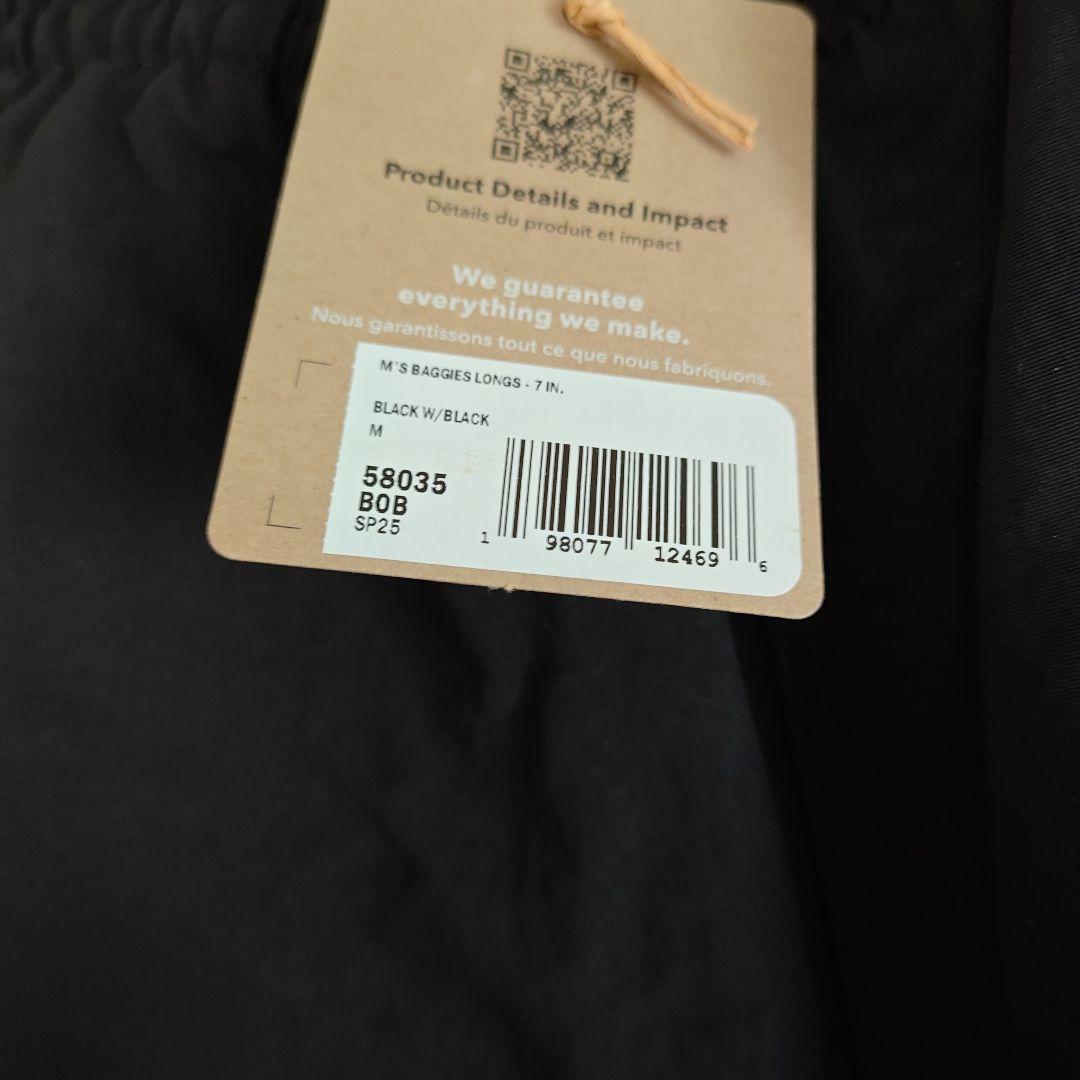 Product Details and Impact
Détails du produit et impact
We guarantee
everything we make.
Nous garantissons tout ce que nous fabriquons.
M'S BAGGIES LONGS - 7 IN.
BLACK W/BLACK
M
58035
BOB
SP25
1 98077 12469 6